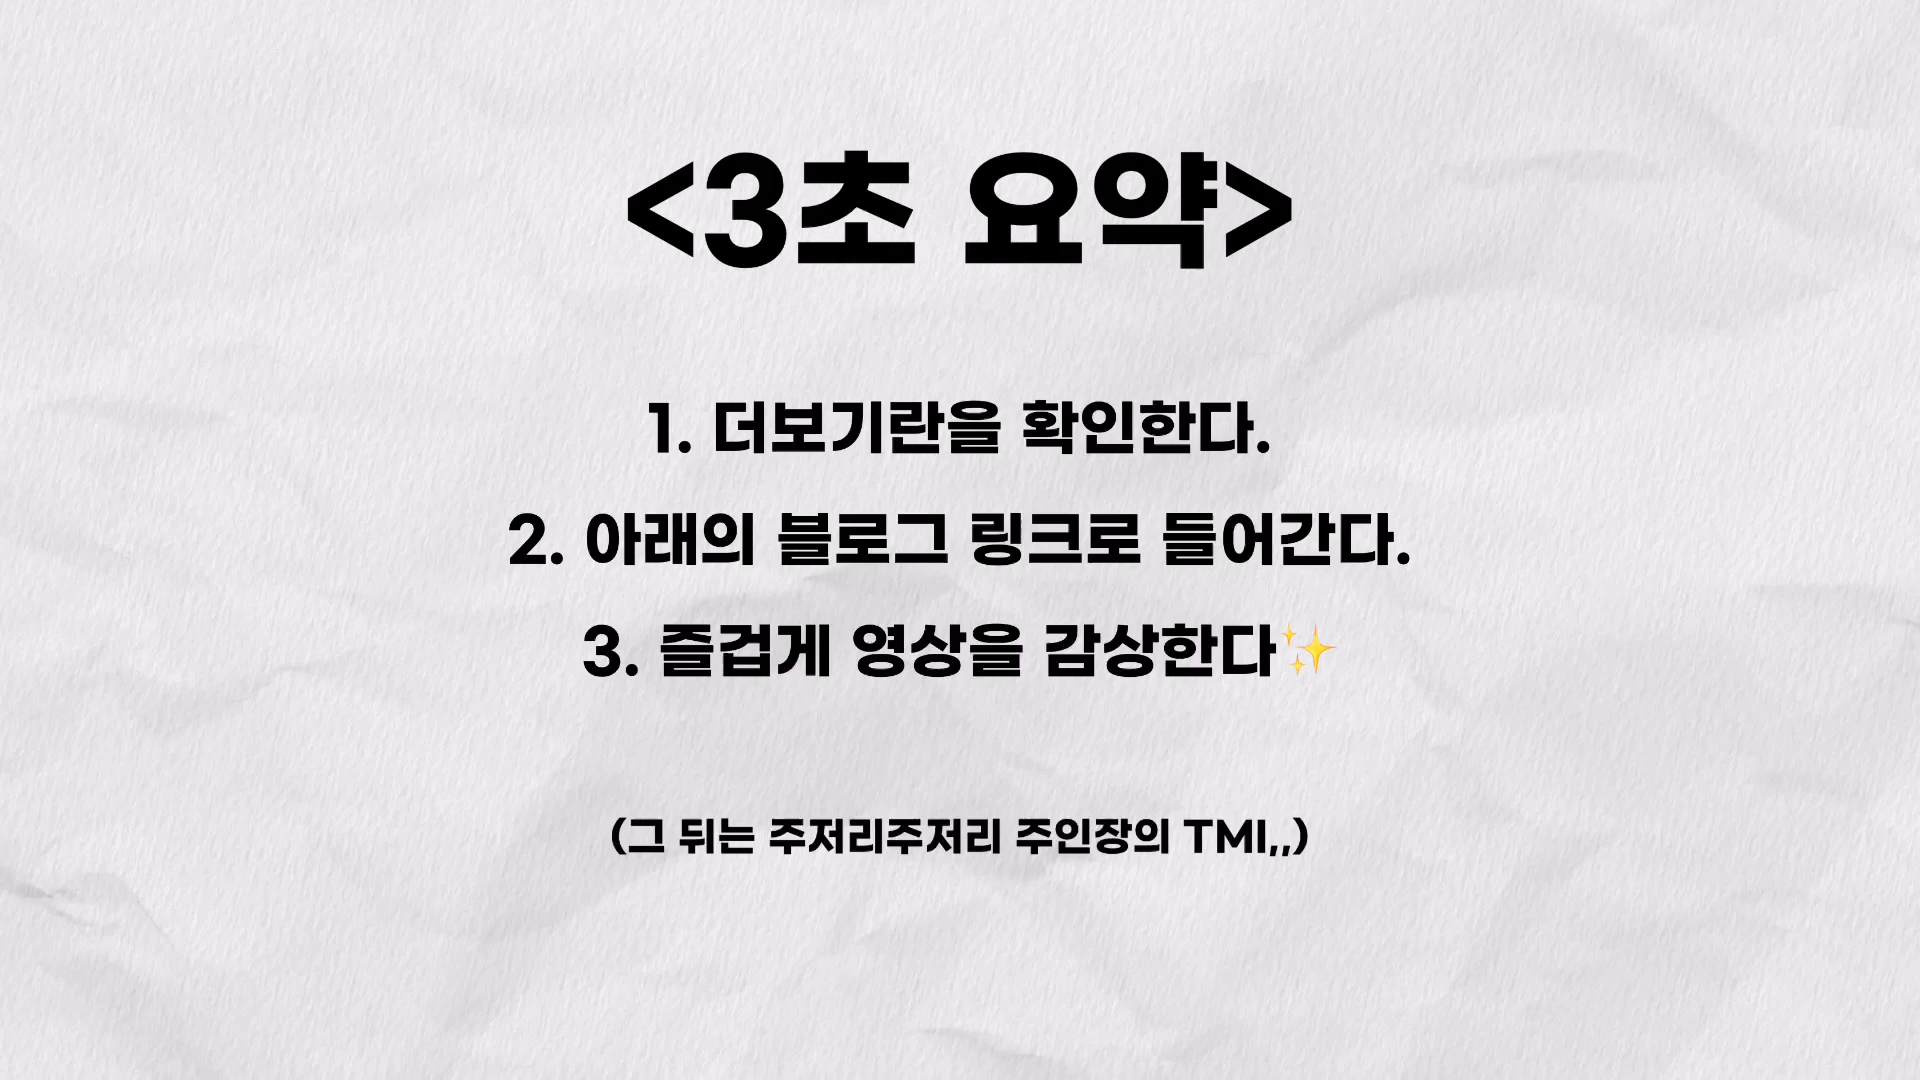 <3초 요약>
1. 더보기란을 확인한다.
2. 아래의 블로그 링크로 들어간다.
3. 즐겁게 영상을 감상한다✨
(그 뒤는 주저리주저리 주인장의 TMI,,)